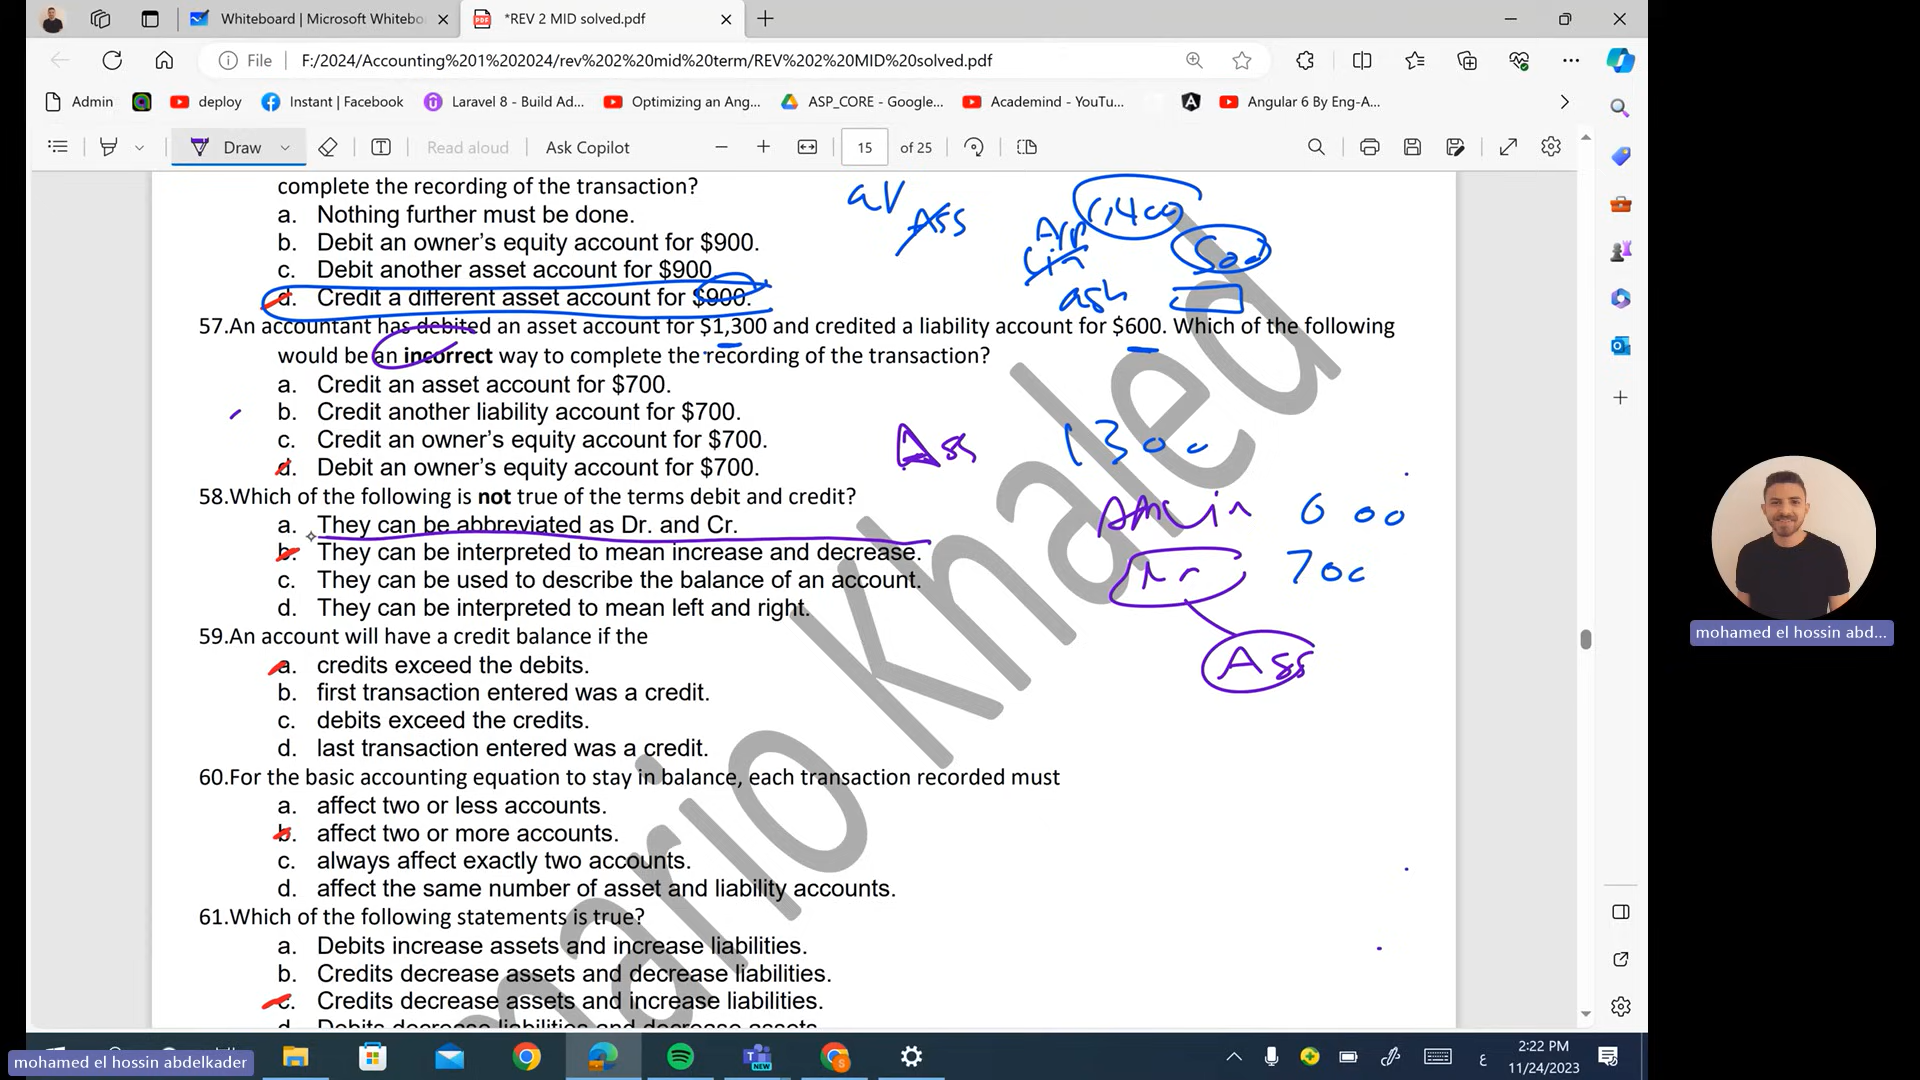 Whiteboard | Microsoft Whitebo
*REV 2 MID solved.pdf
File
F:/2024/Accounting%201%202024/rev%202%20mid%20term/REV%202%20MID%20solved.pdf
Admin
deploy
Instant | Facebook
Laravel 8 - Build Ad...
Optimizing an Ang...
ASP_CORE - Google...
Academind - YouTu...
Angular 6 By Eng-A...
Draw
Read aloud
Ask Copilot
15
of 25
complete the recording of the transaction?
a. Nothing further must be done.
b. Debit an owner's equity account for $900.
c. Debit another asset account for $900.
d. Credit a different asset account for $900.
57.An accountant has debited an asset account for $1,300 and credited a liability account for $600. Which of the following
would be an incorrect way to complete the recording of the transaction?
a. Credit an asset account for $700.
b. Credit another liability account for $700.
c. Credit an owner's equity account for $700.
d. Debit an owner's equity account for $700.
58.Which of the following is not true of the terms debit and credit?
a. They can be abbreviated as Dr. and Cr.
b. They can be interpreted to mean increase and decrease.
c. They can be used to describe the balance of an account.
d. They can be interpreted to mean left and right.
59.An account will have a credit balance if the
a. credits exceed the debits.
b. first transaction entered was a credit.
c. debits exceed the credits.
d. last transaction entered was a credit.
60.For the basic accounting equation to stay in balance, each transaction recorded must
a. affect two or less accounts.
b. affect two or more accounts.
c. always affect exactly two accounts.
d. affect the same number of asset and liability accounts.
61.Which of the following statements is true?
a. Debits increase assets and increase liabilities.
b. Credits decrease assets and decrease liabilities.
c. Credits decrease assets and increase liabilities.
d. Debits decrease liabilities and decrease assets.
Ass
1,400
500
ash
Ass 1300
600
700
Ass
mario Khaled
mohamed el hossin abd...
mohamed el hossin abdelkader
NEW
ع
2:22 PM
11/24/2023